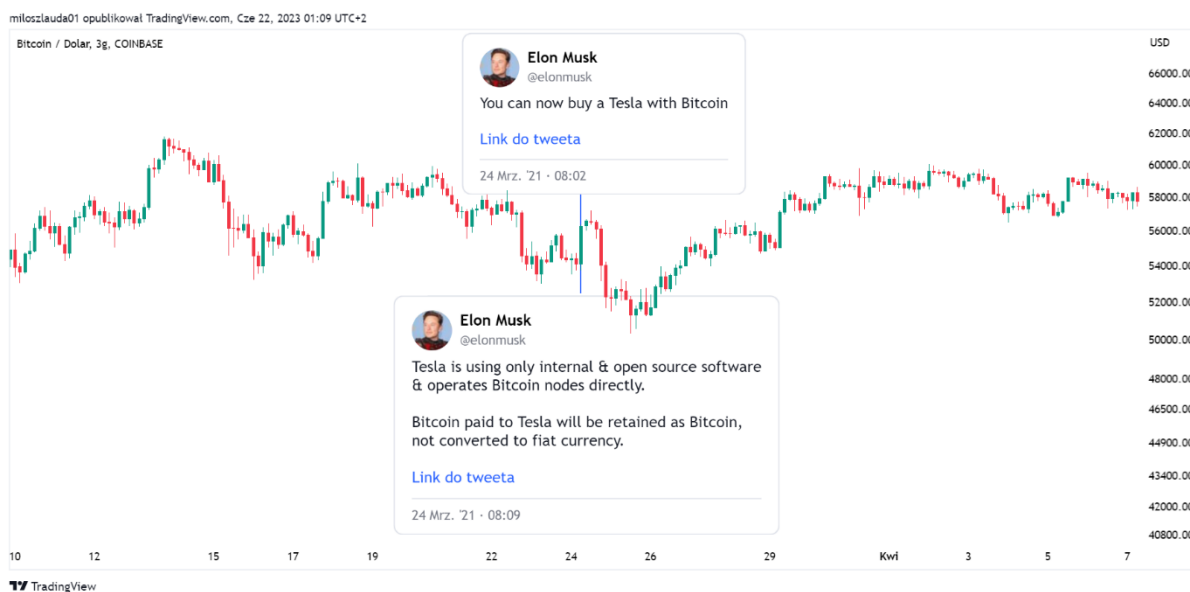 miloszlauda01 opublikował TradingView.com, Cze 22, 2023 01:09 UTC+2
Bitcoin / Dolar, 3g, COINBASE
USD
66000.00
64000.00
62000.00
60000.00
58000.00
56000.00
54000.00
52000.00
50000.00
48000.00
46500.00
44900.00
43400.00
42000.00
40800.00
Elon Musk
@elonmusk
You can now buy a Tesla with Bitcoin
Link do tweeta
24 Mrz. '21 · 08:02
Elon Musk
@elonmusk
Tesla is using only internal & open source software
& operates Bitcoin nodes directly.
Bitcoin paid to Tesla will be retained as Bitcoin,
not converted to fiat currency.
Link do tweeta
24 Mrz. '21 · 08:09
10 12 15 17 19 22 24 26 29 Kwi 3 5 7
TradingView